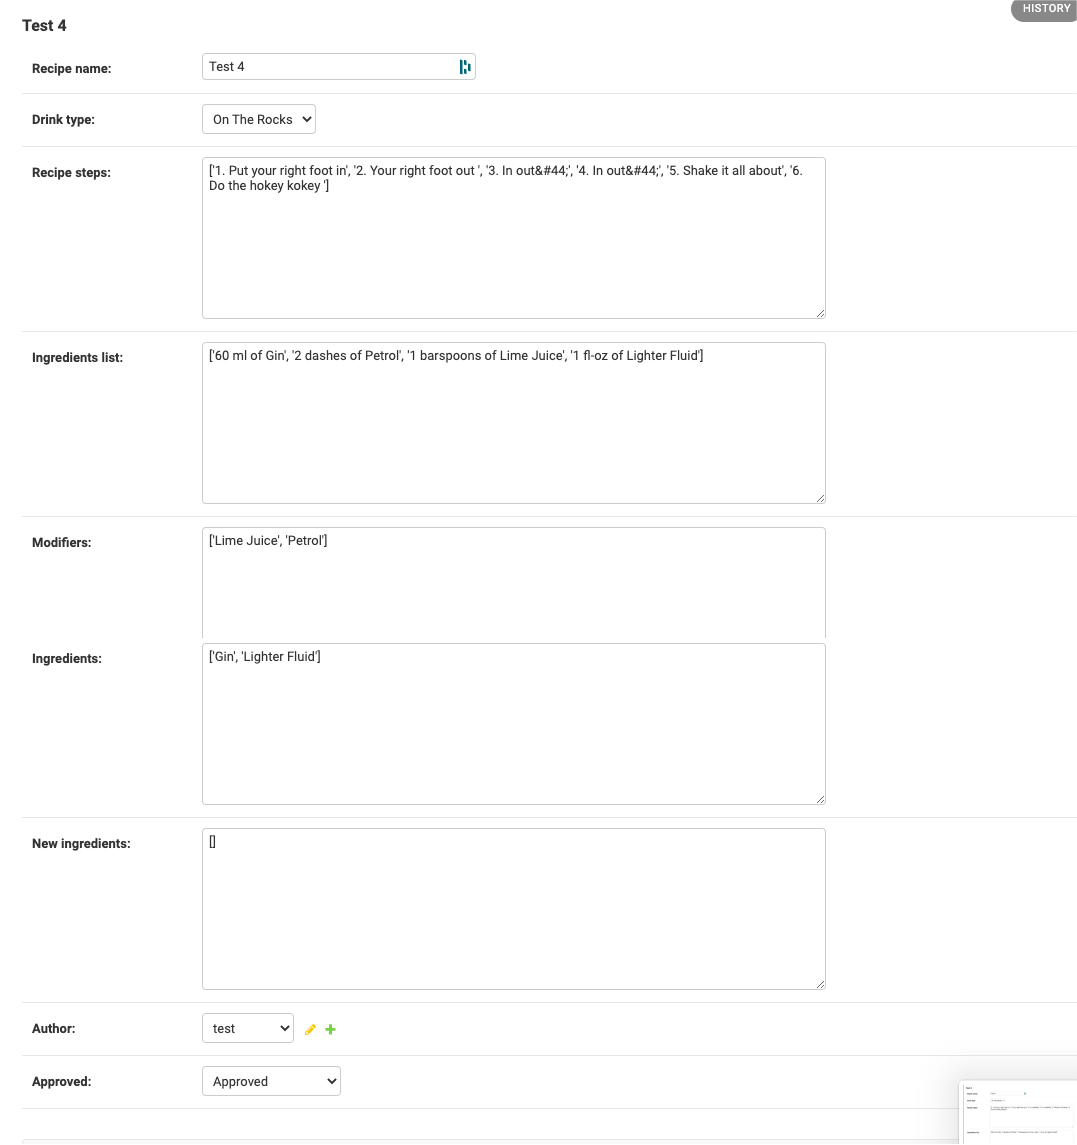 HISTORY
Test 4
Recipe name:
Test 4
Drink type:
On The Rocks
Recipe steps:
['1. Put your right foot in', '2. Your right foot out ', '3. In out&#44;', '4. In out&#44;', '5. Shake it all about', '6.
Do the hokey kokey ']
Ingredients list:
['60 ml of Gin', '2 dashes of Petrol', '1 barspoons of Lime Juice', '1 fl-oz of Lighter Fluid']
Modifiers:
['Lime Juice', 'Petrol']
Ingredients:
['Gin', 'Lighter Fluid']
New ingredients:
[]
Author:
test
Approved:
Approved